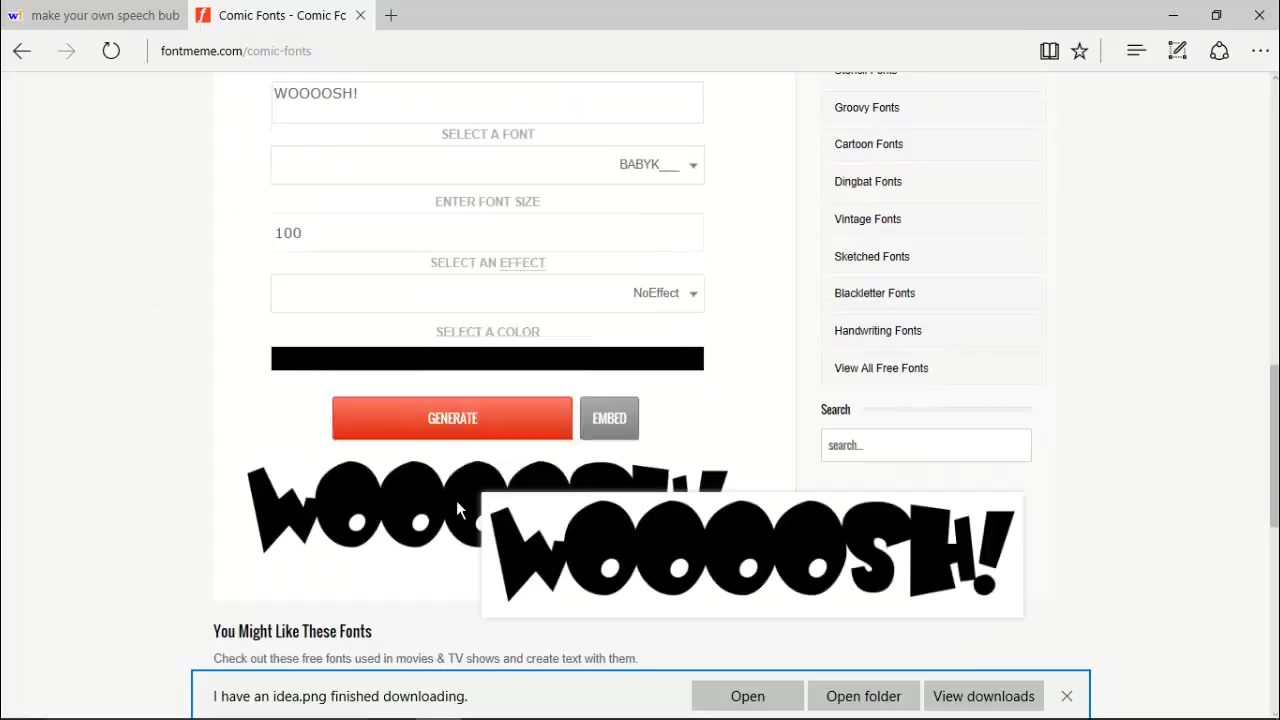 make your own speech bub
Comic Fonts - Comic Fc
fontmeme.com/comic-fonts
WOOOOSH!
SELECT A FONT
BABYK___
ENTER FONT SIZE
100
SELECT AN EFFECT
NoEffect
SELECT A COLOR
GENERATE
EMBED
WOOOOSH!
WOOOOSH!
You Might Like These Fonts
Check out these free fonts used in movies & TV shows and create text with them.
Stencil Fonts
Groovy Fonts
Cartoon Fonts
Dingbat Fonts
Vintage Fonts
Sketched Fonts
Blackletter Fonts
Handwriting Fonts
View All Free Fonts
Search
search...
I have an idea.png finished downloading.
Open
Open folder
View downloads